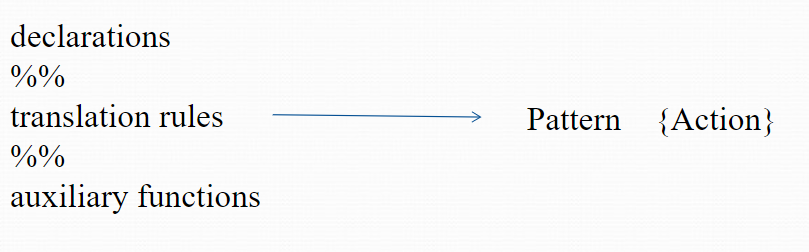 declarations
%%
translation rules Pattern {Action}
%%
auxiliary functions